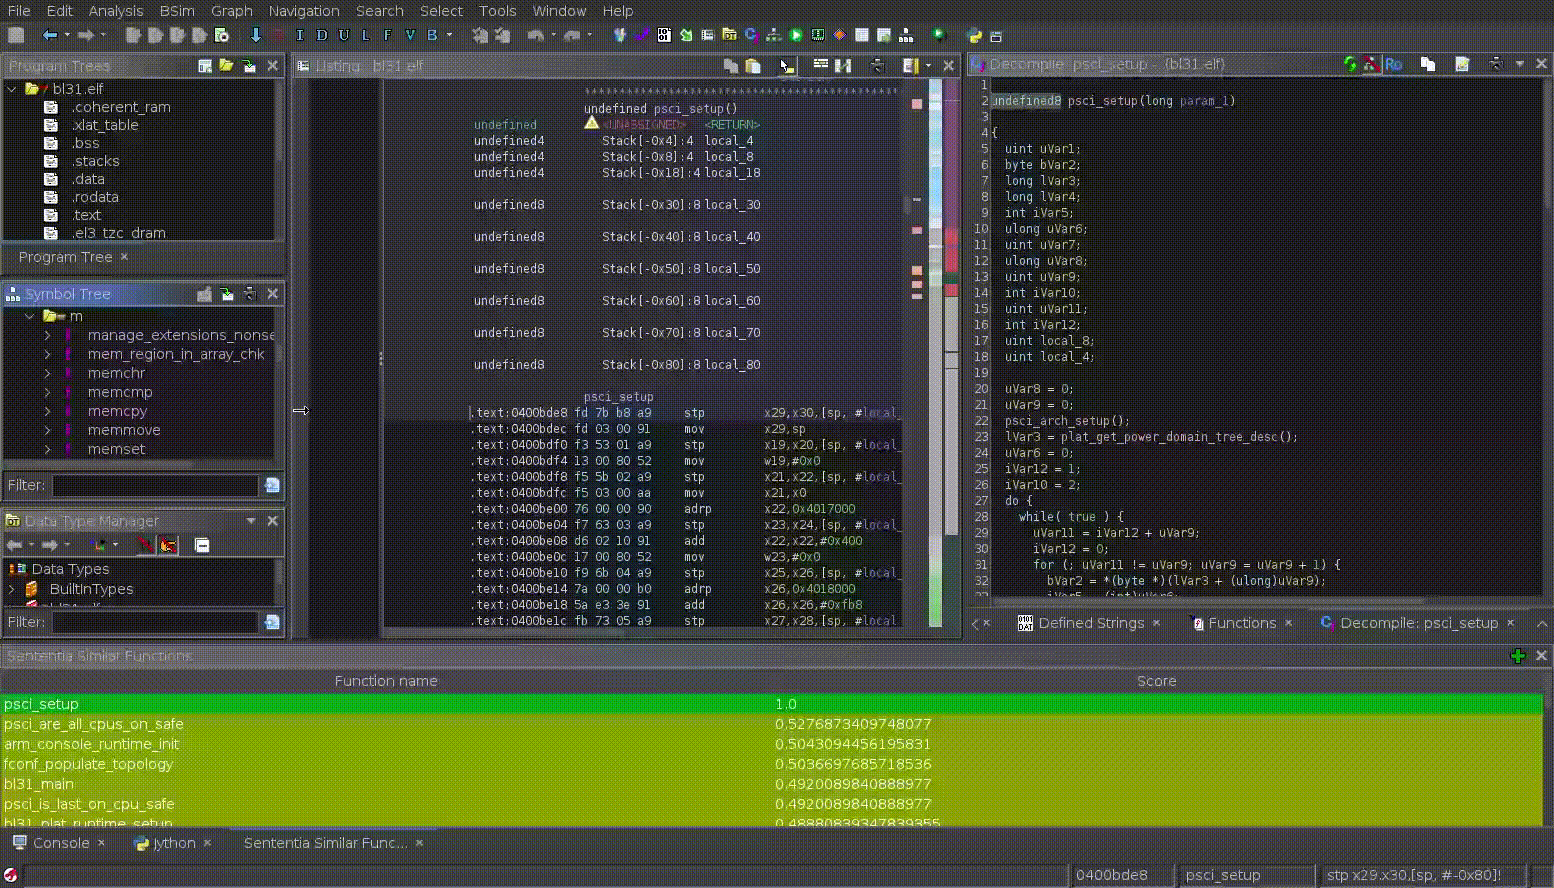 File Edit Analysis BSim Graph Navigation Search Select Tools Window Help
I D U L F V B
Program Trees
bl31.elf
.coherent_ram
.xlat_table
.bss
.stacks
.data
.rodata
.text
.el3_tzc_dram
Program Tree ×
Symbol Tree
m
manage_extensions_nonse
mem_region_in_array_chk
memchr
memcmp
memcpy
memmove
memset
Filter:
Data Type Manager
Data Types
BuiltInTypes
Filter:
Listing: bl31.elf
undefined psci_setup()
undefined <UNASSIGNED> <RETURN>
undefined4 Stack[-0x4]:4 local_4
undefined4 Stack[-0x8]:4 local_8
undefined4 Stack[-0x18]:4 local_18
undefined8 Stack[-0x30]:8 local_30
undefined8 Stack[-0x40]:8 local_40
undefined8 Stack[-0x50]:8 local_50
undefined8 Stack[-0x60]:8 local_60
undefined8 Stack[-0x70]:8 local_70
undefined8 Stack[-0x80]:8 local_80
psci_setup
.text:0400bde8 fd 7b b8 a9 stp x29,x30,[sp, #local_
.text:0400bdec fd 03 00 91 mov x29,sp
.text:0400bdf0 f3 53 01 a9 stp x19,x20,[sp, #local_
.text:0400bdf4 13 00 80 52 mov w19,#0x0
.text:0400bdf8 f5 5b 02 a9 stp x21,x22,[sp, #local_
.text:0400bdfc f5 03 00 aa mov x21,x0
.text:0400be00 76 00 00 90 adrp x22,0x4017000
.text:0400be04 f7 63 03 a9 stp x23,x24,[sp, #local_
.text:0400be08 d6 02 10 91 add x22,x22,#0x400
.text:0400be0c 17 00 80 52 mov w23,#0x0
.text:0400be10 f9 6b 04 a9 stp x25,x26,[sp, #local_
.text:0400be14 7a 00 00 b0 adrp x26,0x4018000
.text:0400be18 5a e3 3e 91 add x26,x26,#0xfb8
.text:0400be1c fb 73 05 a9 stp x27,x28,[sp, #local_
Decompile: psci_setup - (bl31.elf)
1
2 undefined8 psci_setup(long param_1)
3
4 {
5 uint uVar1;
6 byte bVar2;
7 long lVar3;
8 long lVar4;
9 int iVar5;
10 ulong uVar6;
11 uint uVar7;
12 ulong uVar8;
13 uint uVar9;
14 int iVar10;
15 uint uVar11;
16 int iVar12;
17 uint local_8;
18 uint local_4;
19
20 uVar8 = 0;
21 uVar9 = 0;
22 psci_arch_setup();
23 lVar3 = plat_get_power_domain_tree_desc();
24 uVar6 = 0;
25 iVar12 = 1;
26 iVar10 = 2;
27 do {
28 while( true ) {
29 uVar11 = iVar12 + uVar9;
30 iVar12 = 0;
31 for (; uVar11 != uVar9; uVar9 = uVar9 + 1) {
32 bVar2 = *(byte *)(lVar3 + (ulong)uVar9);
Defined Strings × Functions × Decompile: psci_setup ×
Sententia Similar Functions
Function name Score
psci_setup 1.0
psci_are_all_cpus_on_safe 0.5276873409748077
arm_console_runtime_init 0.5043094456195831
fconf_populate_topology 0.5036697685718536
bl31_main 0.4920089840888977
psci_is_last_on_cpu_safe 0.4920089840888977
bl31_plat_runtime_setup 0.48880839347839355
Console × Jython × Sententia Similar Func... ×
0400bde8 psci_setup stp x29,x30,[sp, #-0x80]!